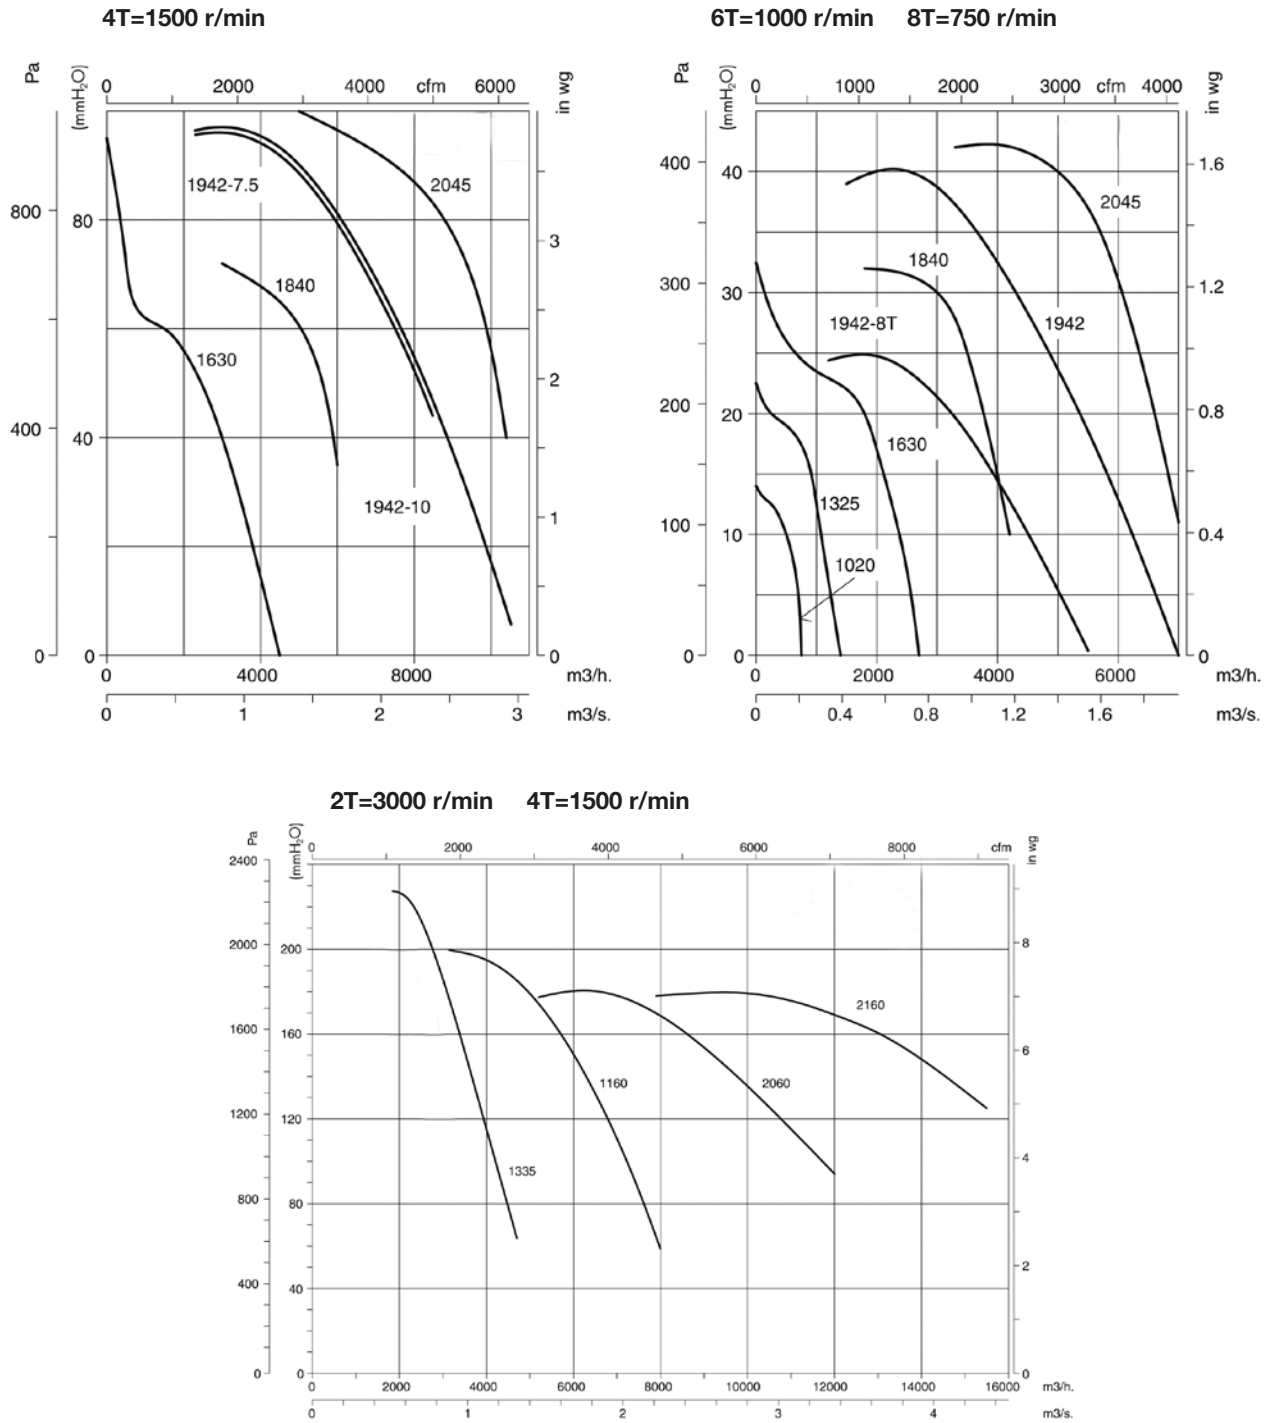 4T=1500 r/min
6T=1000 r/min 8T=750 r/min
Pa
(mmH2O)
0 2000 4000 cfm 6000
in wg
800
400
0
80
40
0
3
2
1
0
1942-7.5
2045
1840
1630
1942-10
0 4000 8000 m3/h.
0 1 2 3 m3/s.
Pa
(mmH2O)
0 1000 2000 3000 cfm 4000
in wg
400
300
200
100
0
40
30
20
10
0
1.6
1.2
0.8
0.4
0
2045
1840
1942-8T
1942
1630
1325
1020
0 2000 4000 6000 m3/h.
0 0.4 0.8 1.2 1.6 m3/s.
2T=3000 r/min 4T=1500 r/min
Pa
(mmH2O)
0 2000 4000 6000 8000 cfm
in wg
2400
2000
1600
1200
800
400
0
200
160
120
80
40
0
8
6
4
2
0
2160
1160
2060
1335
0 2000 4000 6000 8000 10000 12000 14000 16000 m3/h.
0 1 2 3 4 m3/s.